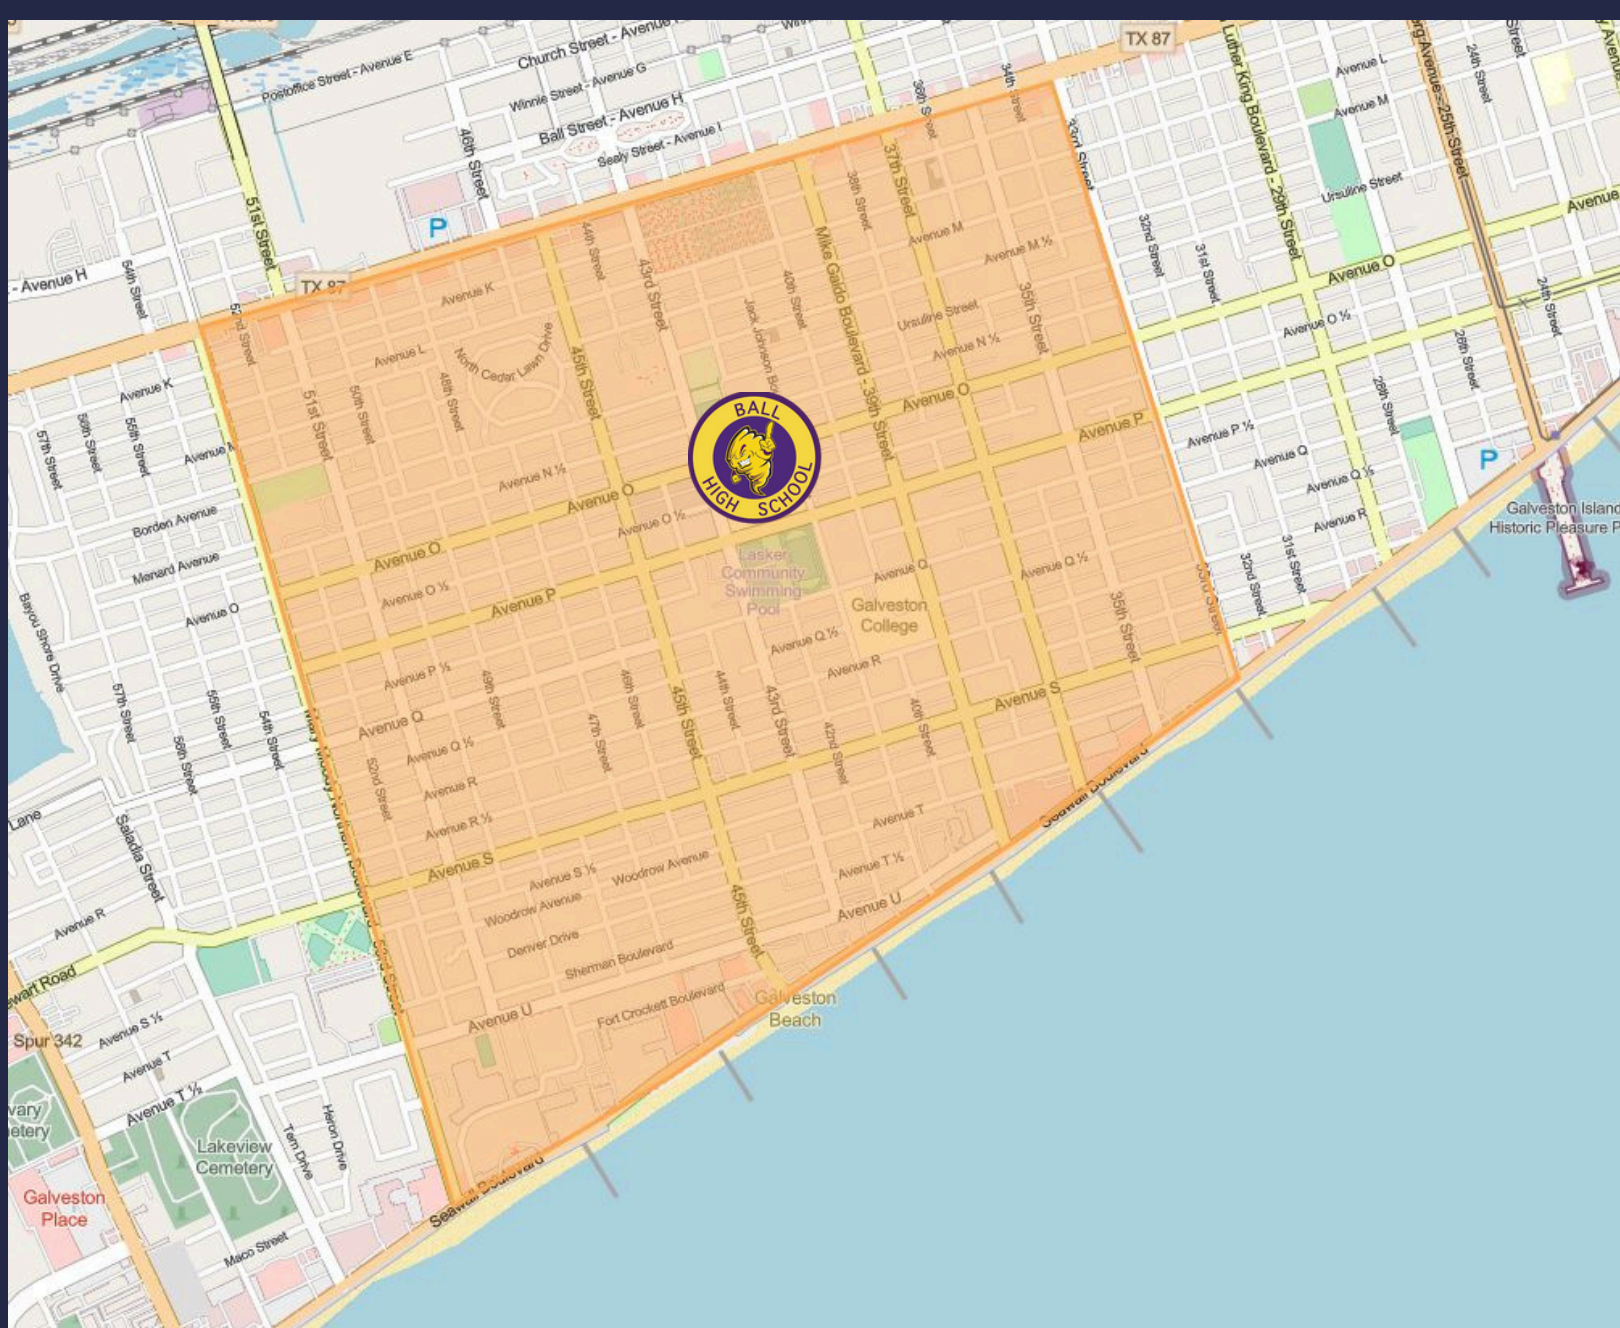 Postoffice Street - Avenue E
Church Street - Avenue
Winnie Street - Avenue G
Ball Street - Avenue H
Sealy Street - Avenue I
TX 87
46th Street
36th Street
34th Street
33rd Street
Luther King Boulevard - 29th Street
Avenue L
Avenue M
24th Street
Avenue - 25th Street
Ursuline Street
Avenue
51st Street
P
- Avenue H
54th Street
TX 87
52nd Street
Avenue K
44th Street
43rd Street
40th Street
38th Street
37th Street
Mike Gaido Boulevard - 39th Street
Avenue M
Avenue M ½
35th Street
32nd Street
31st Street
Avenue O
Avenue O ½
24th Street
26th Street
28th Street
Ursuline Street
Avenue N ½
Avenue L
North Cedar Lawn Drive
45th Street
48th Street
50th Street
51st Street
Avenue K
57th Street
56th Street
55th Street
Avenue
BALL
HIGH SCHOOL
Avenue O
Avenue P
Avenue P ½
Avenue Q
Avenue Q ½
Avenue R
P
Galveston Island
Historic Pleasure P
Avenue N ½
Avenue O
Avenue O ½
Borden Avenue
Menard Avenue
Avenue O
Bayou Shore Drive
Avenue O
Avenue O ½
Avenue P
Lasker
Community
Swimming
Pool
Avenue Q
Galveston
College
Avenue Q ½
Avenue Q ½
Avenue R
35th Street
33rd Street
32nd Street
31st Street
Avenue P ½
Avenue Q
Avenue Q ½
Avenue R
Avenue R ½
49th Street
47th Street
46th Street
45th Street
44th Street
43rd Street
42nd Street
40th Street
52nd Street
57th Street
56th Street
55th Street
54th Street
Avenue S
Avenue S
Avenue S ½
Woodrow Avenue
Woodrow Avenue
Avenue T
Avenue T ½
Avenue U
Denver Drive
Sherman Boulevard
45th Street
Avenue U
Fort Crockett Boulevard
Galveston
Beach
Seawall Boulevard
Lane
Saladia Street
Avenue R
53rd Street
Spur 342
Avenue S ½
Avenue T
Avenue T ½
Lakeview
Cemetery
Tern Drive
Heron Drive
Galveston
Place
Maco Street
Seawall Boulevard